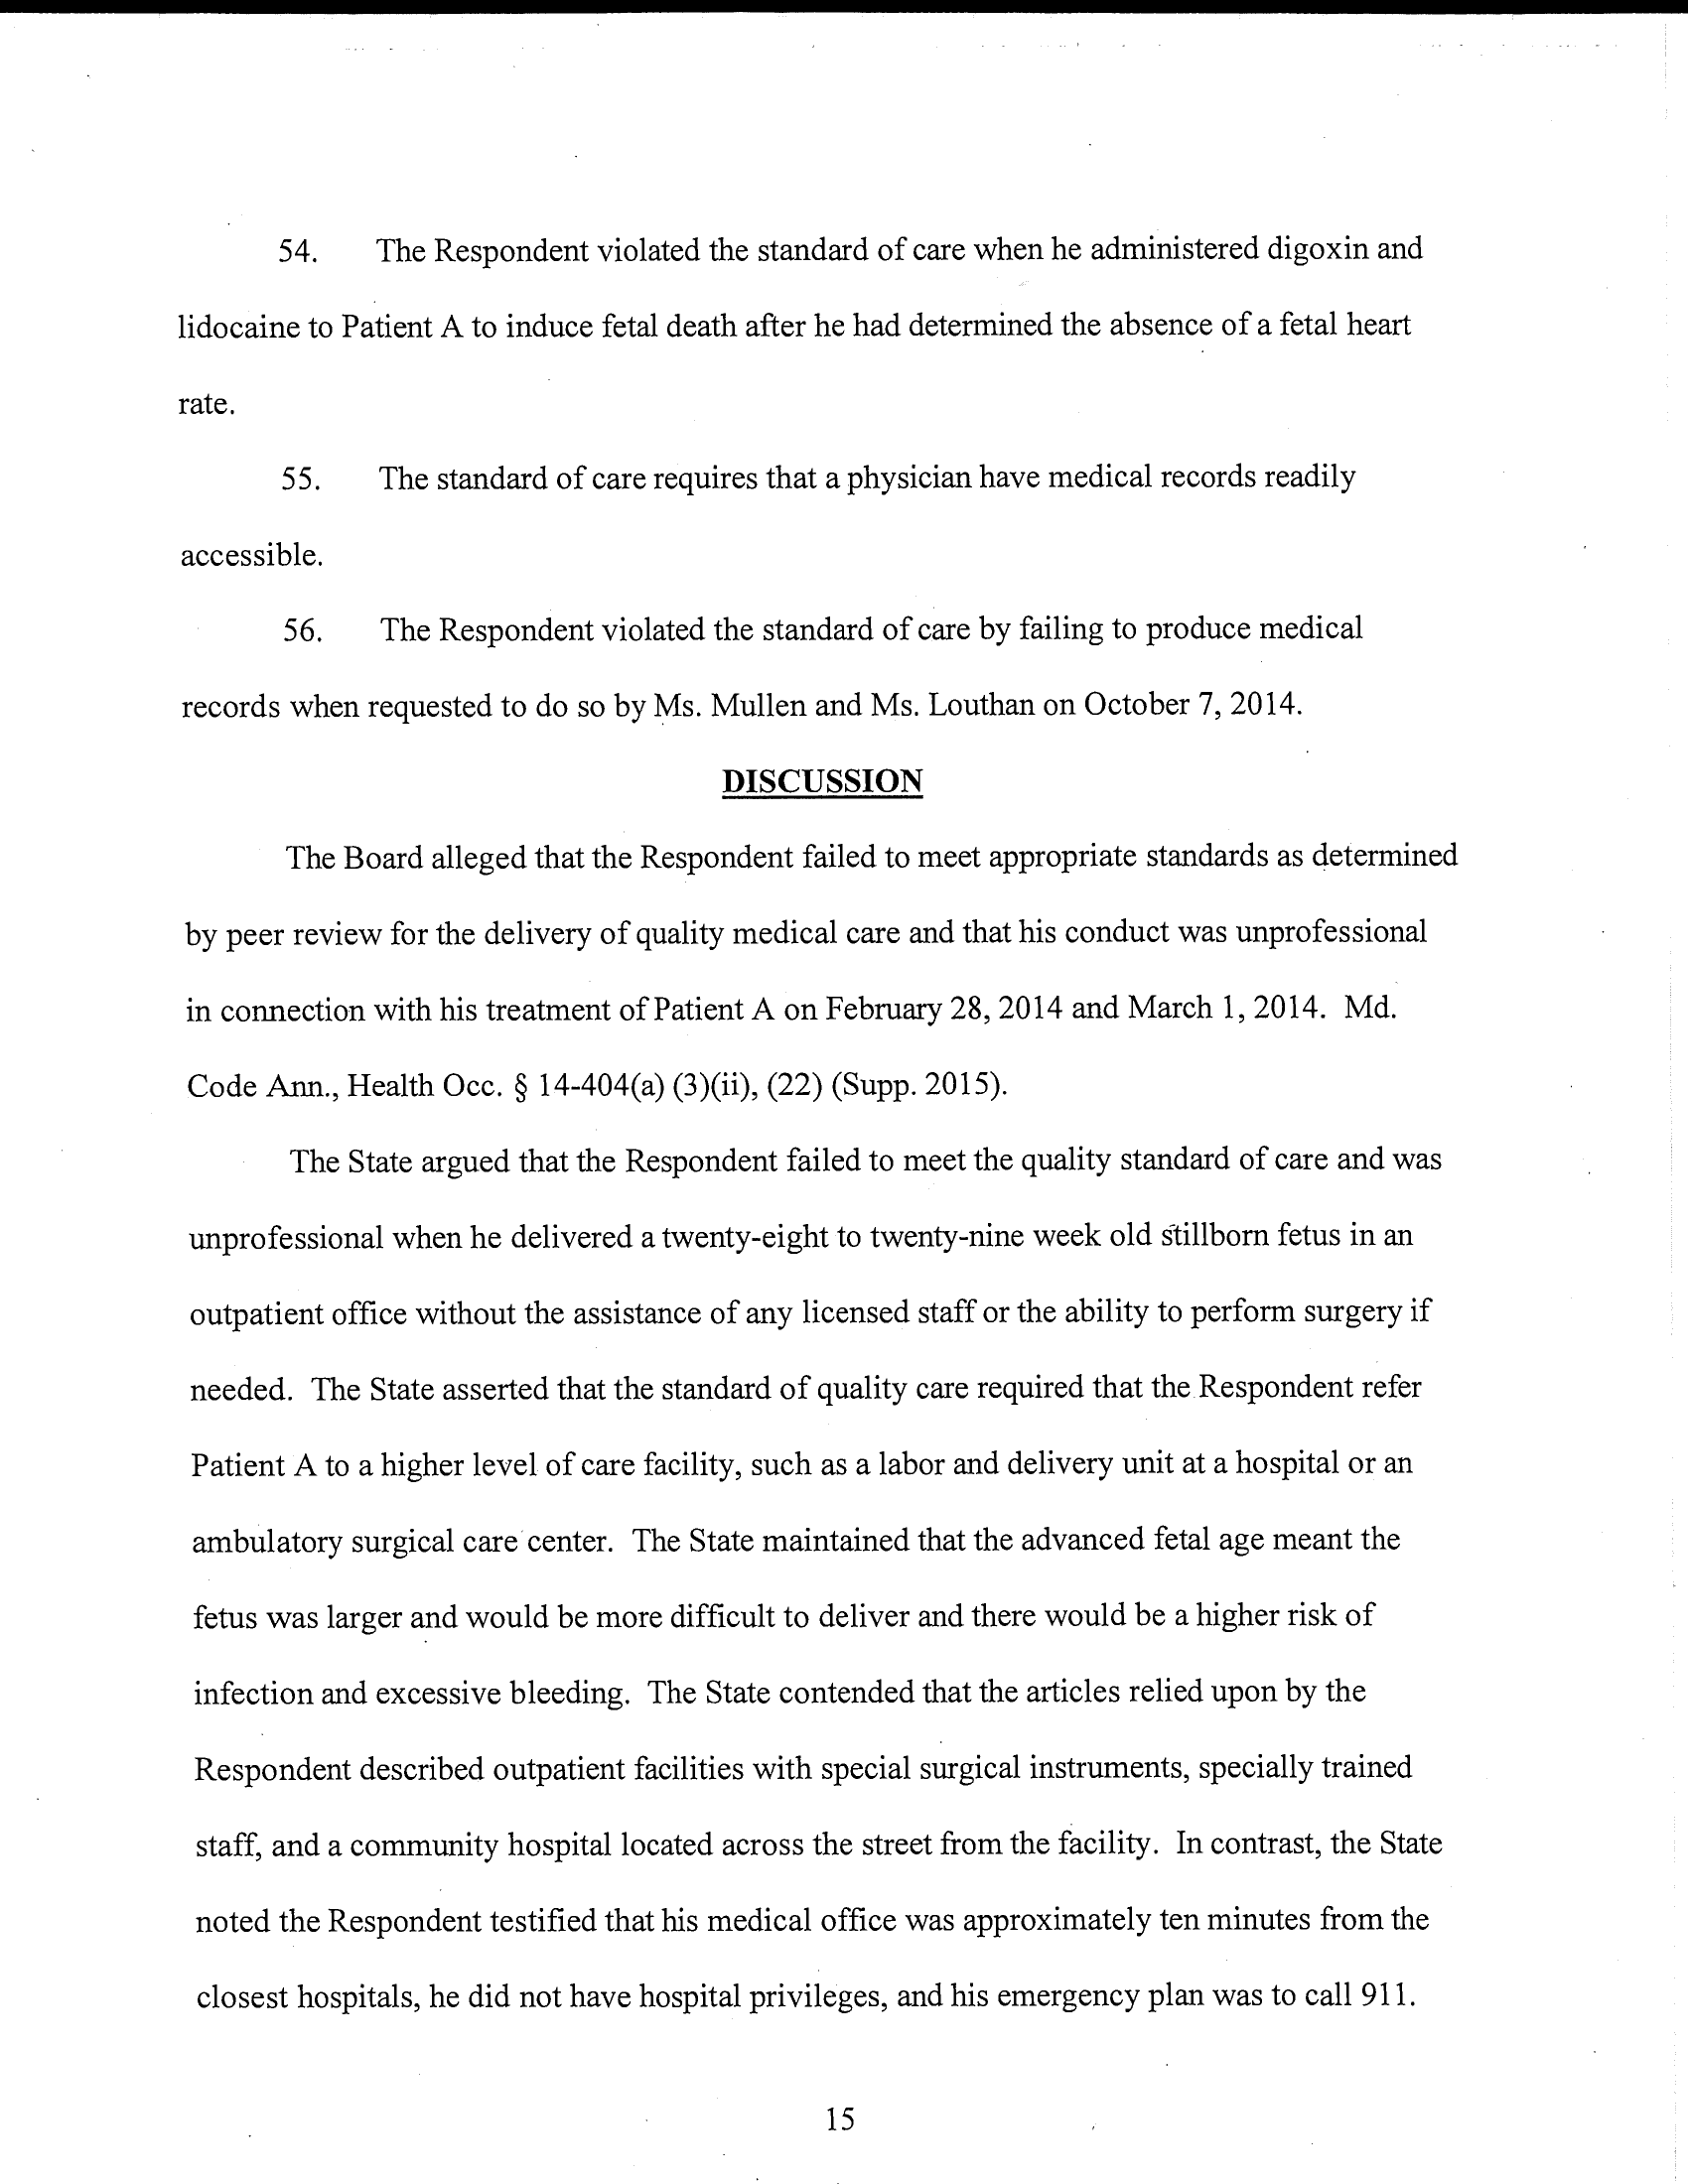 54. The Respondent violated the standard of care when he administered digoxin and
lidocaine to Patient A to induce fetal death after he had determined the absence of a fetal heart
rate.
55. The standard of care requires that a physician have medical records readily
accessible.
56. The Respondent violated the standard of care by failing to produce medical
records when requested to do so by Ms. Mullen and Ms. Louthan on October 7, 2014.
DISCUSSION
The Board alleged that the Respondent failed to meet appropriate standards as determined
by peer review for the delivery of quality medical care and that his conduct was unprofessional
in connection with his treatment of Patient A on February 28, 2014 and March 1, 2014. Md.
Code Ann., Health Occ. § 14-404(a) (3)(ii), (22) (Supp. 2015).
The State argued that the Respondent failed to meet the quality standard of care and was
unprofessional when he delivered a twenty-eight to twenty-nine week old stillborn fetus in an
outpatient office without the assistance of any licensed staff or the ability to perform surgery if
needed. The State asserted that the standard of quality care required that the Respondent refer
Patient A to a higher level of care facility, such as a labor and delivery unit at a hospital or an
ambulatory surgical care center. The State maintained that the advanced fetal age meant the
fetus was larger and would be more difficult to deliver and there would be a higher risk of
infection and excessive bleeding. The State contended that the articles relied upon by the
Respondent described outpatient facilities with special surgical instruments, specially trained
staff, and a community hospital located across the street from the facility. In contrast, the State
noted the Respondent testified that his medical office was approximately ten minutes from the
closest hospitals, he did not have hospital privileges, and his emergency plan was to call 911.
15